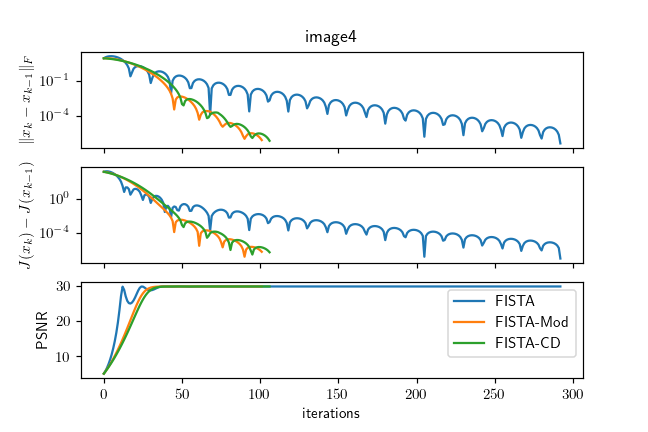 image4
‖x_k − x_{k−1}‖_F
10^{−1}
10^{−4}
J(x_k) − J(x_{k−1})
10^0
10^{−4}
PSNR
30
20
10
FISTA
FISTA-Mod
FISTA-CD
0 50 100 150 200 250 300
iterations